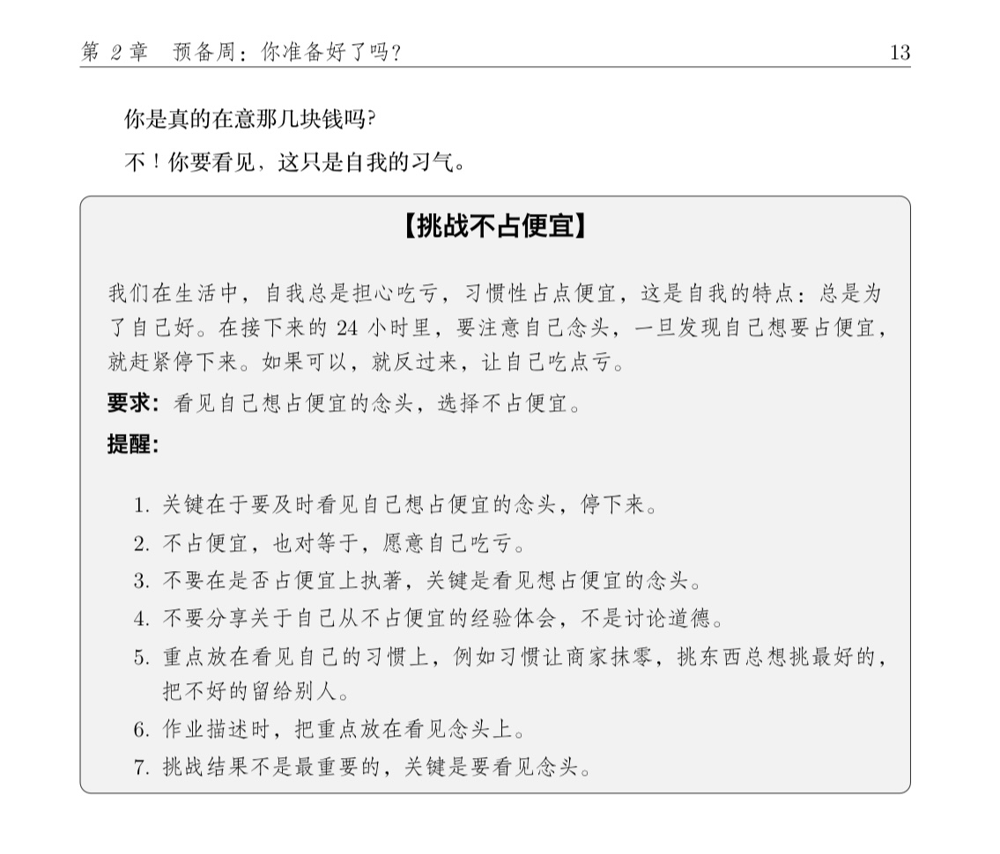 第 2 章 预备周：你准备好了吗？ 13
你是真的在意那几块钱吗？
不！你要看见，这只是自我的习气。
【挑战不占便宜】
我们在生活中，自我总是担心吃亏，习惯性占点便宜，这是自我的特点：总是为
了自己好。在接下来的 24 小时里，要注意自己念头，一旦发现自己想要占便宜，
就赶紧停下来。如果可以，就反过来，让自己吃点亏。
要求：看见自己想占便宜的念头，选择不占便宜。
提醒：
1. 关键在于要及时看见自己想占便宜的念头，停下来。
2. 不占便宜，也对等于，愿意自己吃亏。
3. 不要在是否占便宜上执著，关键是看见想占便宜的念头。
4. 不要分享关于自己从不占便宜的经验体会，不是讨论道德。
5. 重点放在看见自己的习惯上，例如习惯让商家抹零，挑东西总想挑最好的，
把不好的留给别人。
6. 作业描述时，把重点放在看见念头上。
7. 挑战结果不是最重要的，关键是要看见念头。